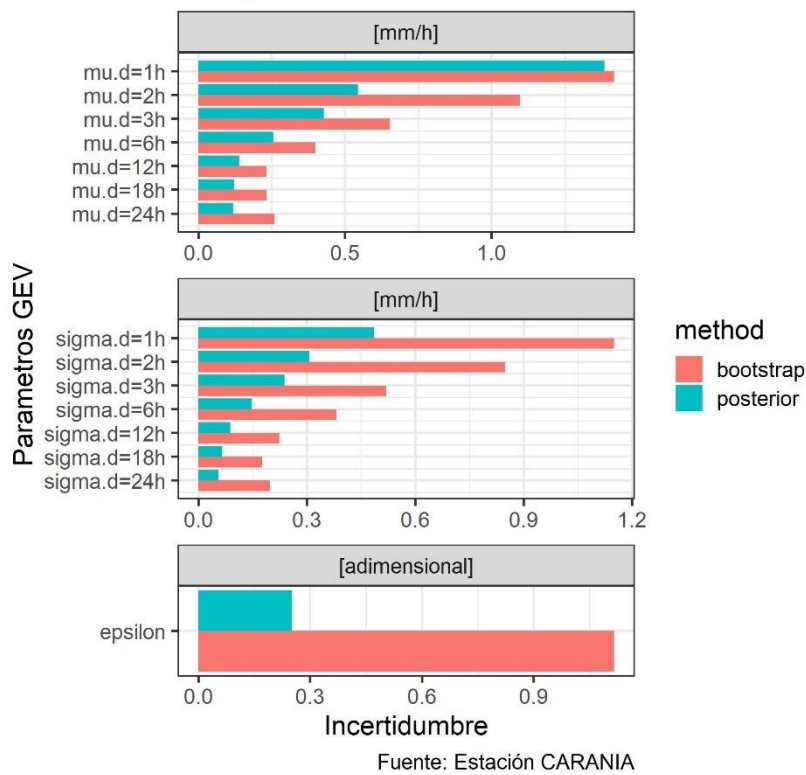 [mm/h]
mu.d=1h
mu.d=2h
mu.d=3h
mu.d=6h
mu.d=12h
mu.d=18h
mu.d=24h
0.0 0.5 1.0
Parametros GEV
[mm/h]
sigma.d=1h
sigma.d=2h
sigma.d=3h
sigma.d=6h
sigma.d=12h
sigma.d=18h
sigma.d=24h
0.0 0.3 0.6 0.9 1.2
method
bootstrap
posterior
[adimensional]
epsilon
0.0 0.3 0.6 0.9
Incertidumbre
Fuente: Estación CARANIA